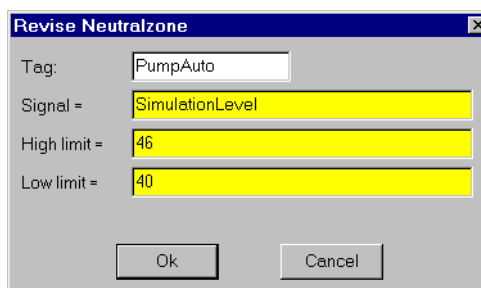 Revise Neutralzone
Tag: PumpAuto
Signal = SimulationLevel
High limit = 46
Low limit = 40
Ok Cancel